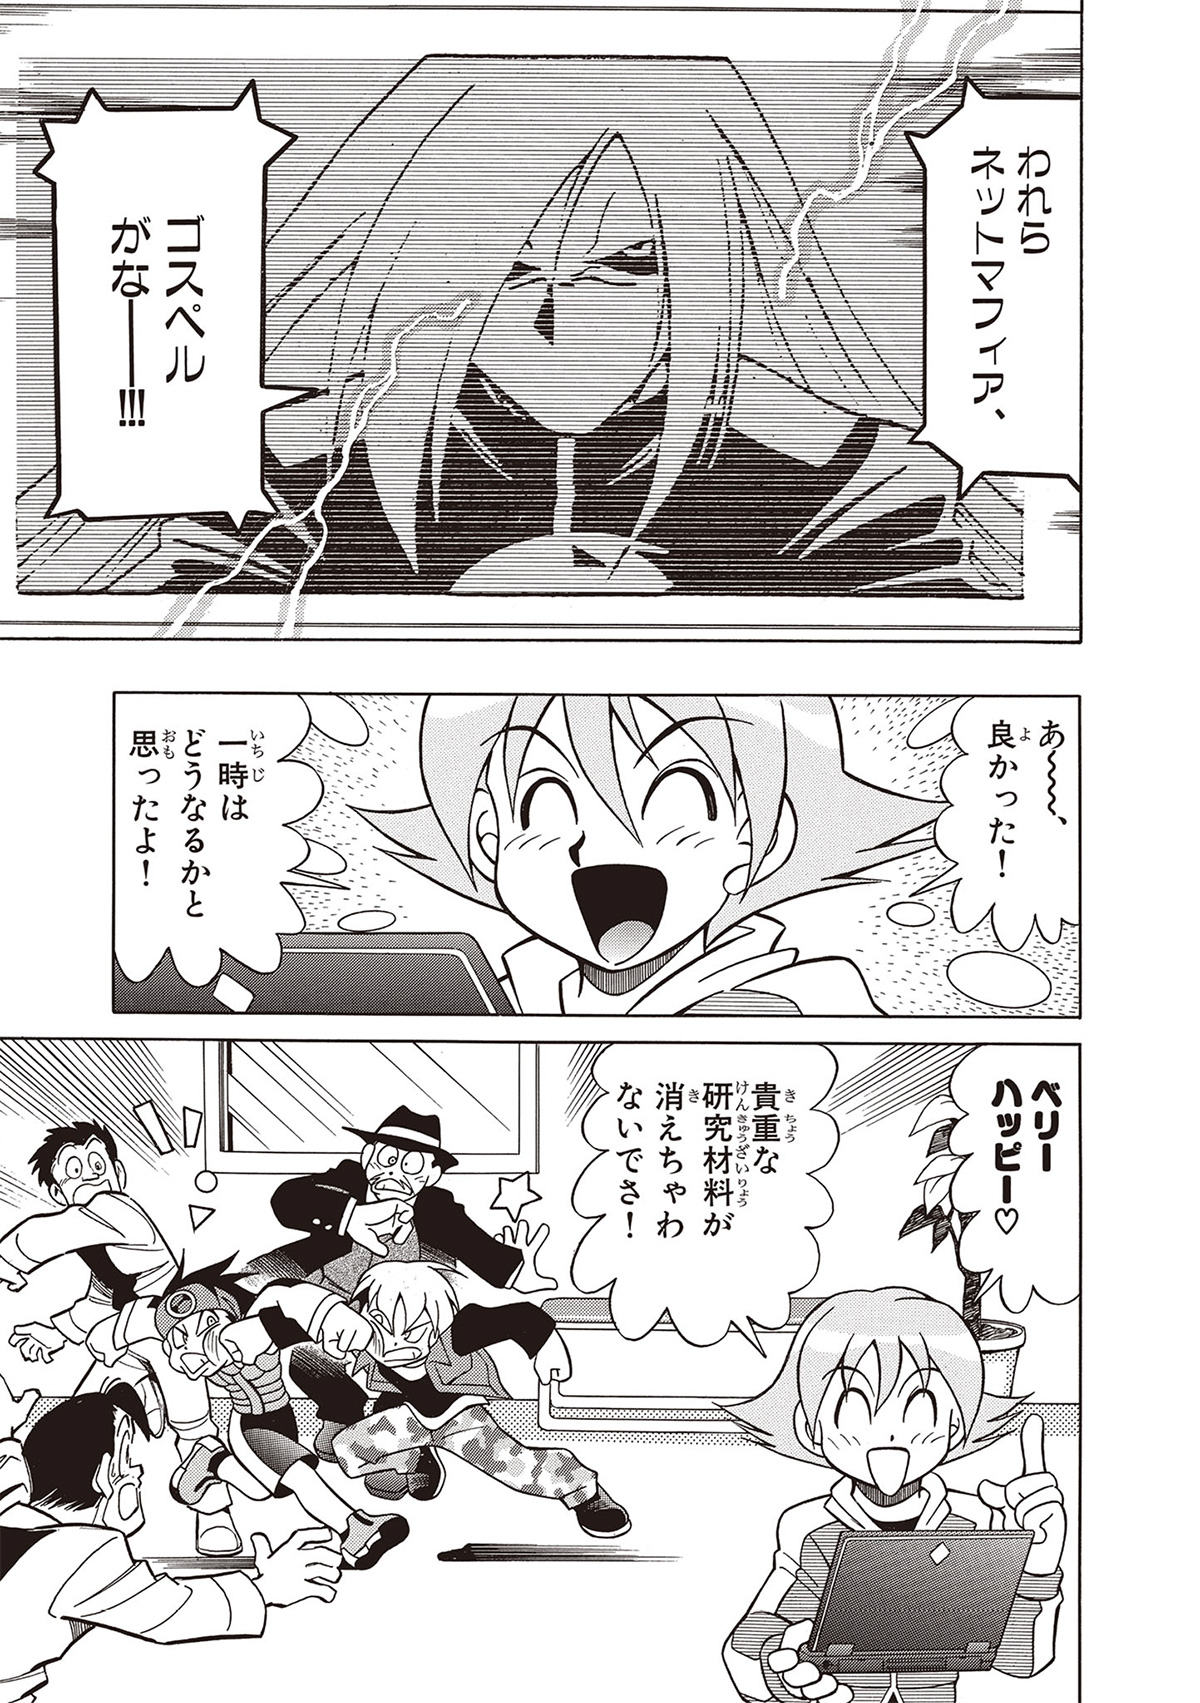 われら
ネットマフィア、
ゴスペル
がなーー!!!
あ～～、
良かった！
一時は
どうなるかと
思ったよ！
ベリー
ハッピー♡
貴重な
研究材料が
消えちゃわ
ないでさ！